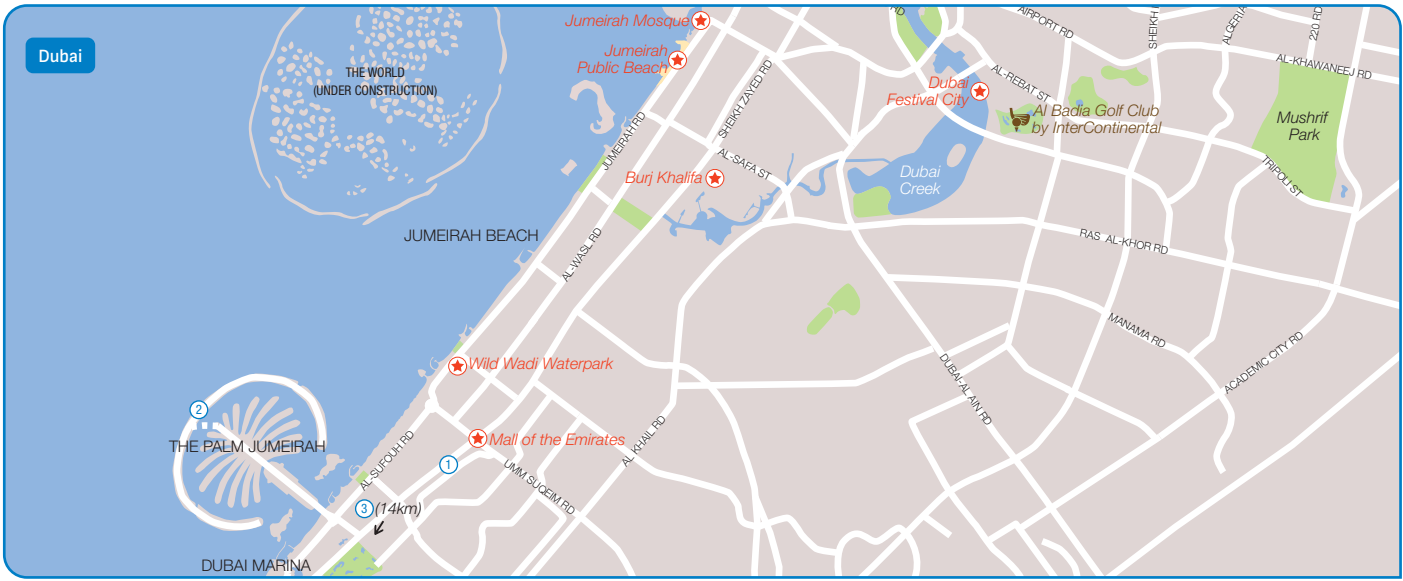 Dubai
THE WORLD
(UNDER CONSTRUCTION)
Jumeirah Mosque
Jumeirah
Public Beach
RD
AIRPORT RD
SHEIKH
ALGERIA
220 RD
AL-KHAWANEEJ RD
SHEIKH ZAYED RD
AL-REBAT ST
Dubai
Festival City
Al Badia Golf Club
by InterContinental
Mushrif
Park
JUMEIRAH RD
AL-SAFA ST
Burj Khalifa
Dubai
Creek
TRIPOLI ST
JUMEIRAH BEACH
AL-WASL RD
RAS AL-KHOR RD
MANAMA RD
Wild Wadi Waterpark
DUBAI-AL AIN RD
ACADEMIC CITY RD
2
THE PALM JUMEIRAH
Mall of the Emirates
AL-SUFOUH RD
1
AL KHAIL RD
UMM SUQEIM RD
3 (14km)
DUBAI MARINA